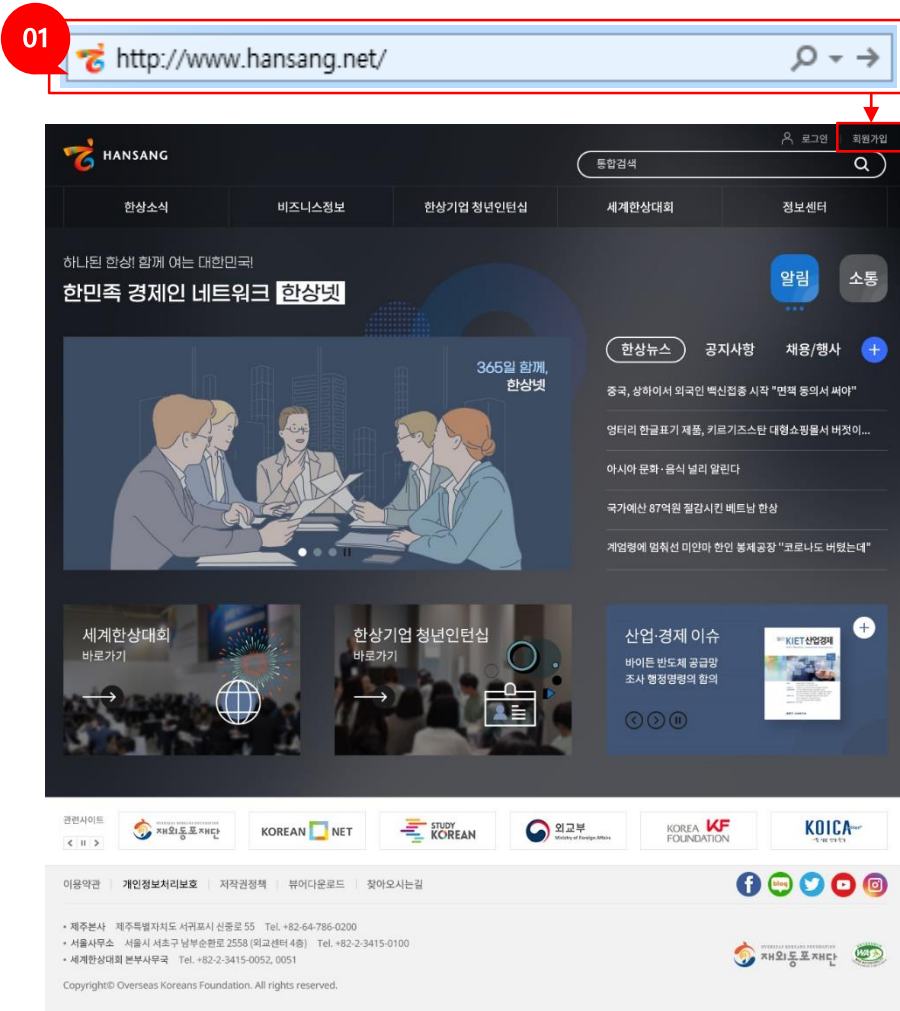 01
http://www.hansang.net/
HANSANG
로그인
회원가입
통합검색
한상소식
비즈니스정보
한상기업 청년인턴십
세계한상대회
정보센터
하나된 한상! 함께 여는 대한민국!
한민족 경제인 네트워크 한상넷
알림
소통
365일 함께,
한상넷
한상뉴스
공지사항
채용/행사
중국, 상하이서 외국인 백신접종 시작 "면책 동의서 써야"
엉터리 한글표기 제품, 키르기즈스탄 대형쇼핑몰서 버젓이...
아시아 문화·음식 널리 알린다
국가예산 87억원 절감시킨 베트남 한상
계엄령에 멈춰선 미얀마 한인 봉제공장 "코로나도 버텼는데"
세계한상대회
바로가기
한상기업 청년인턴십
바로가기
산업·경제 이슈
바이든 반도체 공급망
조사 행정명령의 함의
KIET 산업경제
관련사이트
재외동포재단
KOREAN NET
STUDY
KOREAN
외교부
Ministry of Foreign Affairs
KOREA KF
FOUNDATION
KOICA
이용약관
개인정보처리보호
저작권정책
뷰어다운로드
찾아오시는길
blog
• 제주본사 제주특별자치도 서귀포시 신중로 55 Tel. +82-64-786-0200
• 서울사무소 서울시 서초구 남부순환로 2558 (외교센터 4층) Tel. +82-2-3415-0100
• 세계한상대회 본부사무국 Tel. +82-2-3415-0052, 0051
Copyright© Overseas Koreans Foundation. All rights reserved.
OVERSEAS KOREANS FOUNDATION
재외동포재단
WA